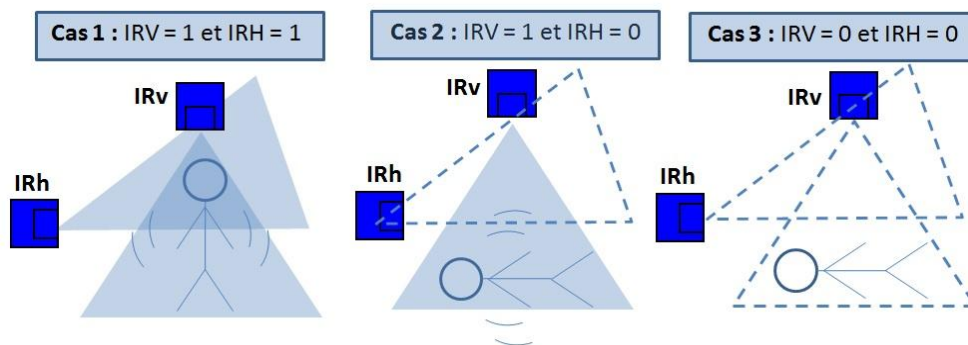 Cas 1 : IRV = 1 et IRH = 1
Cas 2 : IRV = 1 et IRH = 0
Cas 3 : IRV = 0 et IRH = 0
IRv
IRv
IRv
IRh
IRh
IRh